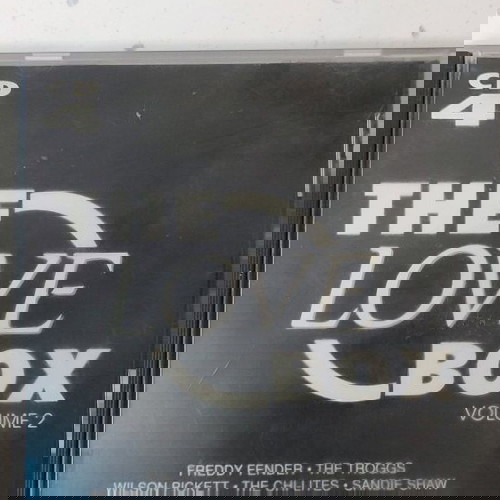 CD
4
THE
LOVE
BOX
VOLUME 2
FREDDY FENDER · THE TROGGS
WILSON PICKETT · THE CHI-LITES · SANDIE SHAW